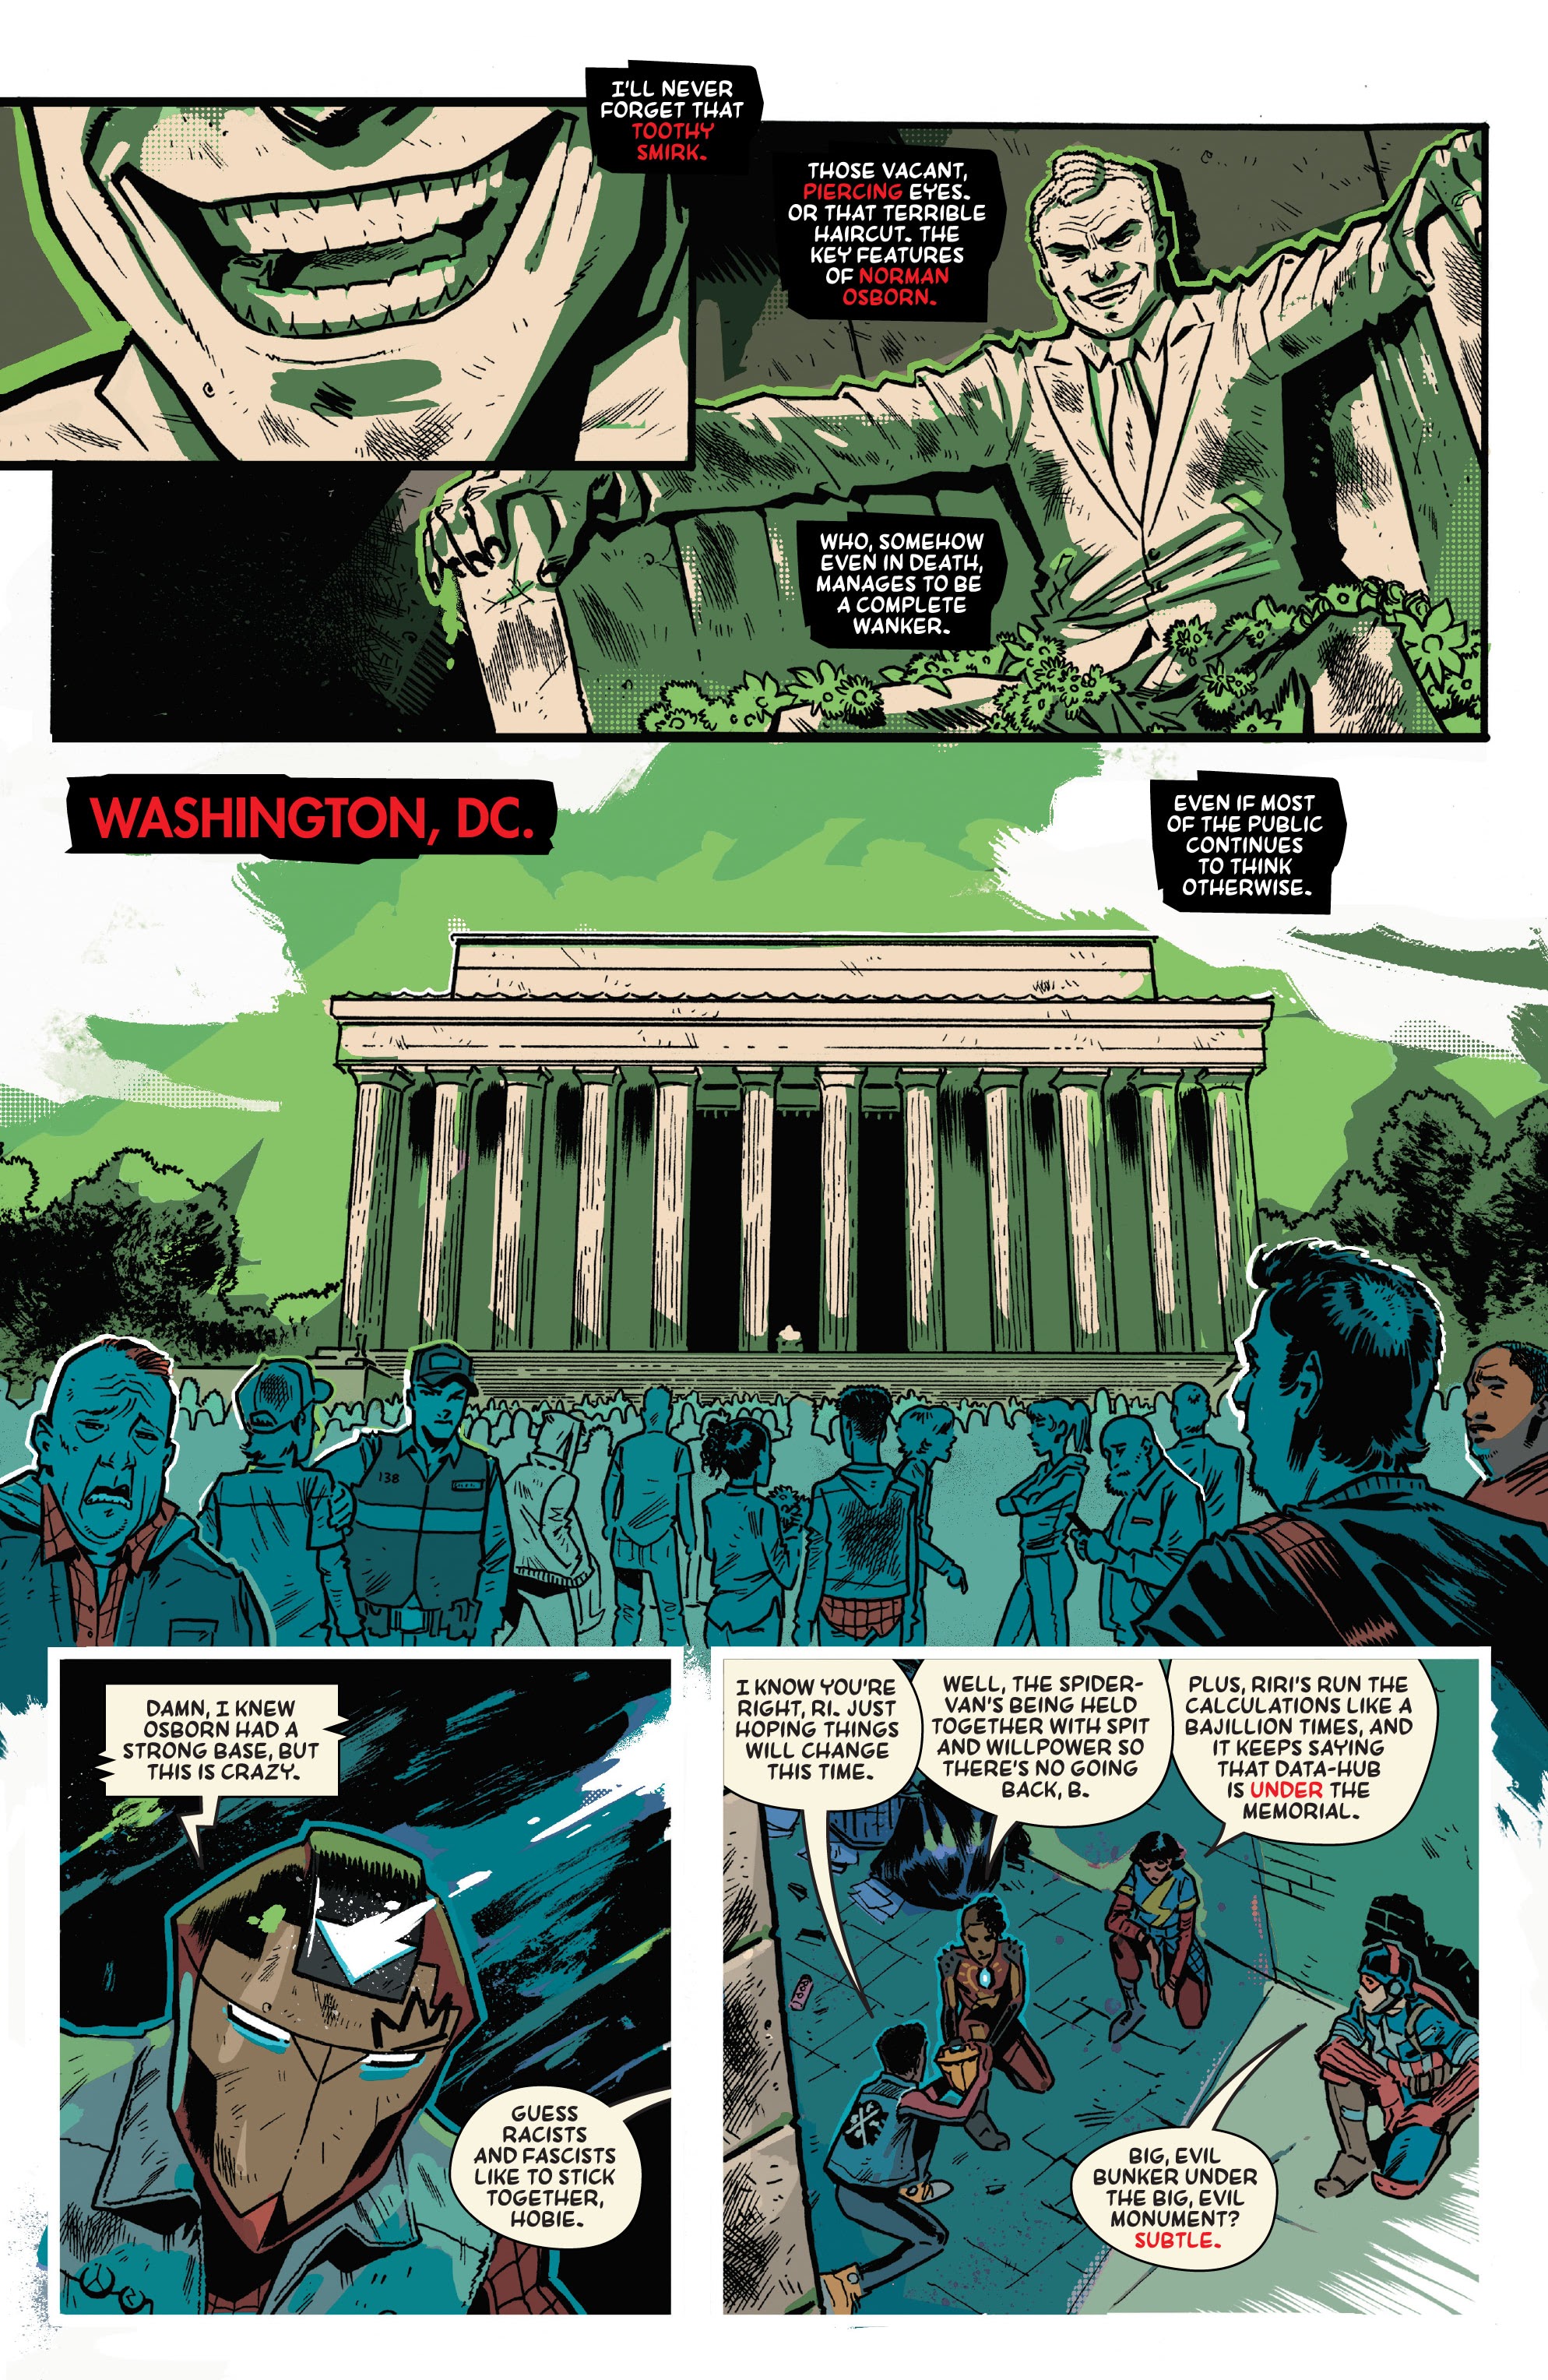 I'LL NEVER
FORGET THAT
TOOTHY
SMIRK.
THOSE VACANT,
PIERCING EYES.
OR THAT TERRIBLE
HAIRCUT. THE
KEY FEATURES
OF NORMAN
OSBORN.
WHO, SOMEHOW
EVEN IN DEATH,
MANAGES TO BE
A COMPLETE
WANKER.
WASHINGTON, DC.
EVEN IF MOST
OF THE PUBLIC
CONTINUES
TO THINK
OTHERWISE.
138
DAMN, I KNEW
OSBORN HAD A
STRONG BASE, BUT
THIS IS CRAZY.
GUESS
RACISTS
AND FASCISTS
LIKE TO STICK
TOGETHER,
HOBIE.
I KNOW YOU'RE
RIGHT, RI. JUST
HOPING THINGS
WILL CHANGE
THIS TIME.
WELL, THE SPIDER-
VAN'S BEING HELD
TOGETHER WITH SPIT
AND WILLPOWER SO
THERE'S NO GOING
BACK, B.
PLUS, RIRI'S RUN THE
CALCULATIONS LIKE A
BAJILLION TIMES, AND
IT KEEPS SAYING
THAT DATA-HUB
IS UNDER THE
MEMORIAL.
BIG, EVIL
BUNKER UNDER
THE BIG, EVIL
MONUMENT?
SUBTLE.